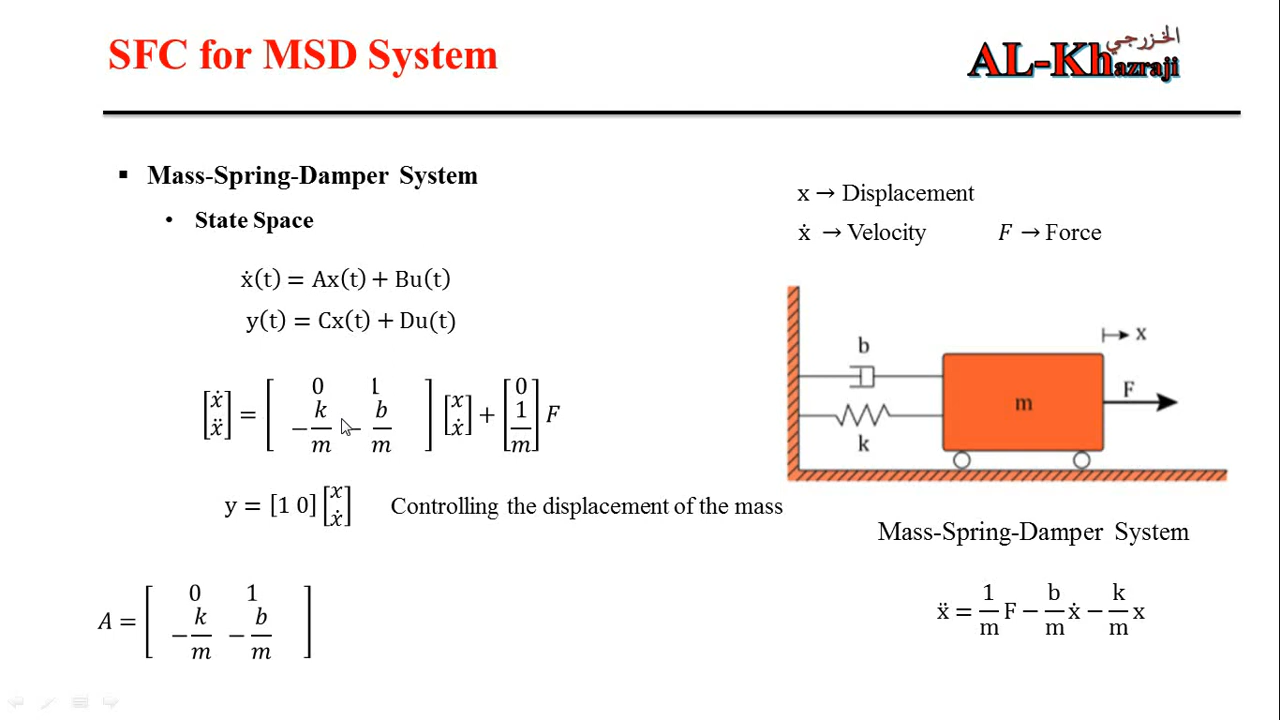 SFC for MSD System
AL-Khazraji
الخزرجي
▪ Mass-Spring-Damper System
• State Space
ẋ(t) = Ax(t) + Bu(t)
y(t) = Cx(t) + Du(t)
[ẋ; ẍ] = [0 1; −k/m −b/m] [x; ẋ] + [0; 1/m] F
y = [1 0] [x; ẋ] Controlling the displacement of the mass
A = [0 1; −k/m −b/m]
x → Displacement
ẋ → Velocity F → Force
x
b
F
m
k
Mass-Spring-Damper System
ẍ = 1/m F − b/m ẋ − k/m x